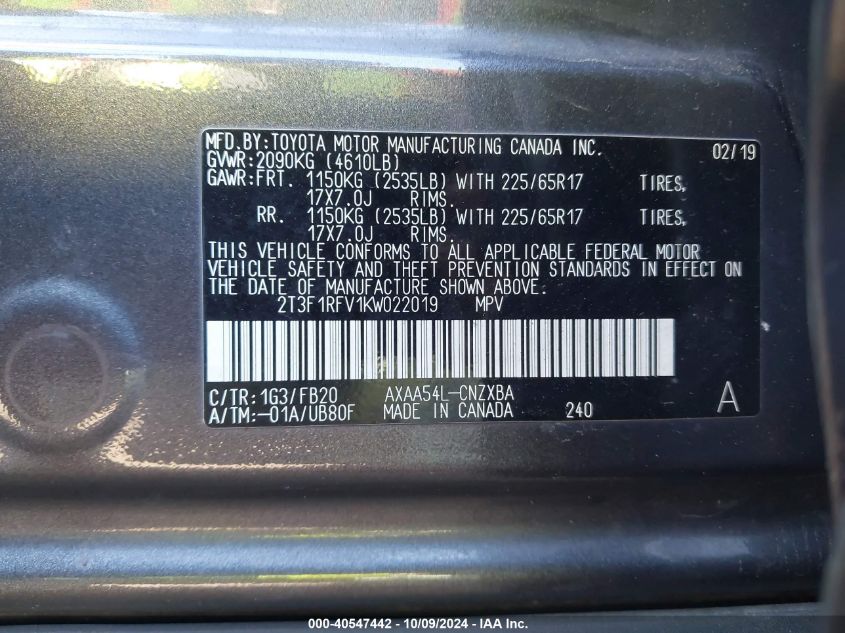 MFD.BY:TOYOTA MOTOR MANUFACTURING CANADA INC. 02/19
GVWR:2090KG (4610LB)
GAWR:FRT. 1150KG (2535LB) WITH 225/65R17 TIRES,
17X7.0J RIMS.
RR. 1150KG (2535LB) WITH 225/65R17 TIRES,
17X7.0J RIMS.
THIS VEHICLE CONFORMS TO ALL APPLICABLE FEDERAL MOTOR
VEHICLE SAFETY AND THEFT PREVENTION STANDARDS IN EFFECT ON
THE DATE OF MANUFACTURE SHOWN ABOVE.
2T3F1RFV1KW022019 MPV
C/TR:1G3/FB20 AXAA54L-CNZXBA
A/TM:-01A/UB80F MADE IN CANADA 240 A
000-40547442 - 10/09/2024 - IAA Inc.